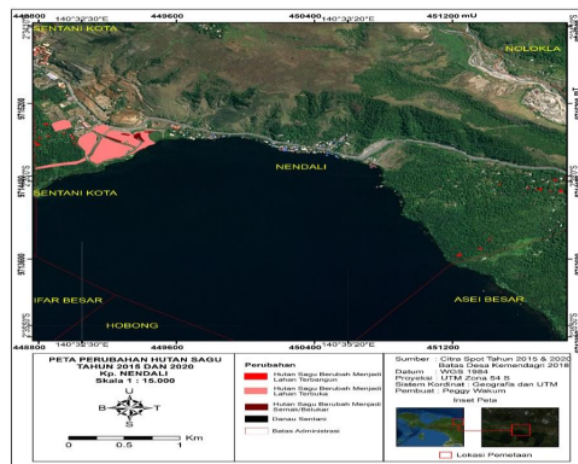 448800 449600 450400 451200 mU
140°32'30"E 140°33'20"E
SENTANI KOTA
NOLOKLA
NENDALI
SENTANI KOTA
IFAR BESAR
HOBONG
ASEI BESAR
9715200
9714400
9713600
448800 449600 450400 451200
PETA PERUBAHAN HUTAN SAGU
TAHUN 2015 DAN 2020
Kp. NENDALI
Skala 1 : 15.000
U
B T
S
0 0.5 1 Km
Perubahan
Hutan Sagu Berubah Menjadi
Lahan Terbangun
Hutan Sagu Berubah Menjadi
Lahan Terbuka
Hutan Sagu Berubah Menjadi
Semak/Belukar
Danau Sentani
Batas Administrasi
Sumber : Citra Spot Tahun 2015 & 2020
Batas Desa Kemendagri 2018
Datum : WGS 1984
Proyeksi : UTM Zona 54 S
Sistem Kordinat : Geografis dan UTM
Pembuat : Peggy Wakum
Inset Peta
Lokasi Pemetaan